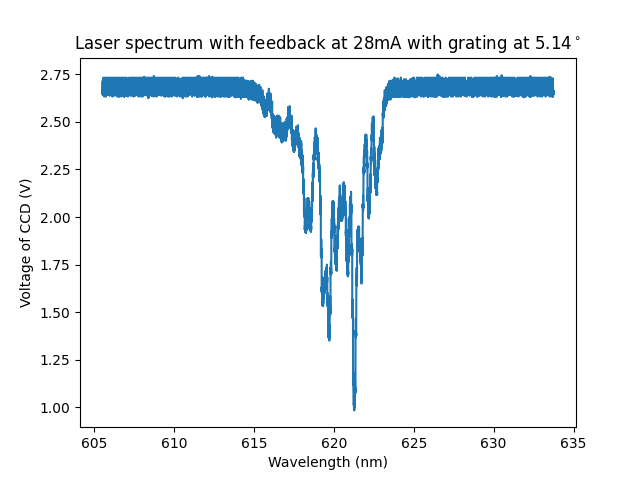 Laser spectrum with feedback at 28mA with grating at 5.14°
2.75
2.50
2.25
2.00
1.75
1.50
1.25
1.00
Voltage of CCD (V)
605 610 615 620 625 630 635
Wavelength (nm)